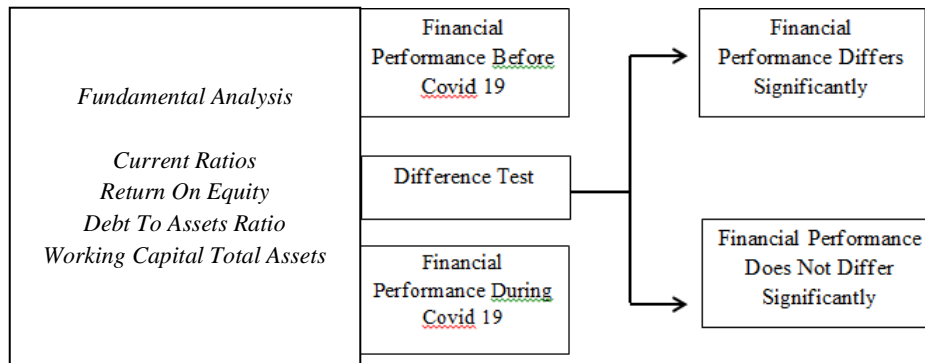 Fundamental Analysis
Current Ratios
Return On Equity
Debt To Assets Ratio
Working Capital Total Assets
Financial
Performance Before
Covid 19
Difference Test
Financial
Performance During
Covid 19
Financial
Performance Differs
Significantly
Financial Performance
Does Not Differ
Significantly